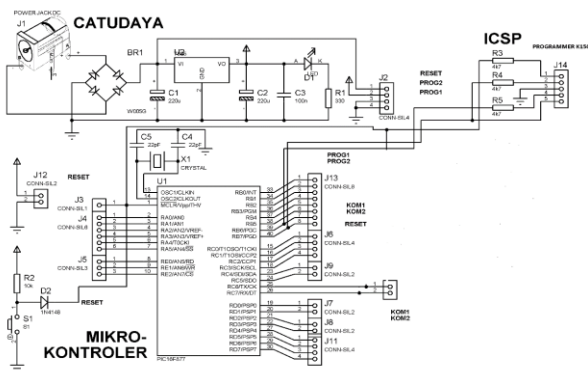 POWER JACK DC
J1
CATUDAYA
BR1
W005G
U2
VI
VO
GND
C1
220u
C2
220u
C3
100n
D1
LED
R1
330
J2
CONN-SIL4
ICSP
PROGRAMMER K150
R3
4k7
R4
4k7
R5
4k7
J14
RESET
PROG2
PROG1
C5
22pF
C4
22pF
X1
CRYSTAL
J12
CONN-SIL2
RESET
PROG1
PROG2
U1
OSC1/CLKIN
OSC2/CLKOUT
MCLR/Vpp/THV
RA0/AN0
RA1/AN1
RA2/AN2/VREF-
RA3/AN3/VREF+
RA4/T0CKI
RA5/AN4/SS
RE0/AN5/RD
RE1/AN6/WR
RE2/AN7/CS
RB0/INT
RB1
RB2
RB3/PGM
RB4
RB5
RB6/PGC
RB7/PGD
RC0/T1OSO/T1CKI
RC1/T1OSI/CCP2
RC2/CCP1
RC3/SCK/SCL
RC4/SDI/SDA
RC5/SDO
RC6/TX/CK
RC7/RX/DT
RD0/PSP0
RD1/PSP1
RD2/PSP2
RD3/PSP3
RD4/PSP4
RD5/PSP5
RD6/PSP6
RD7/PSP7
PIC16F877
J3
CONN-SIL1
J4
CONN-SIL6
J5
CONN-SIL3
J13
CONN-SIL8
KOM1
KOM2
RESET
J6
CONN-SIL4
J9
CONN-SIL2
KOM1
KOM2
J7
CONN-SIL2
J8
CONN-SIL2
J11
CONN-SIL4
R2
10k
D2
1N4148
RESET
S1
MIKRO-
KONTROLER